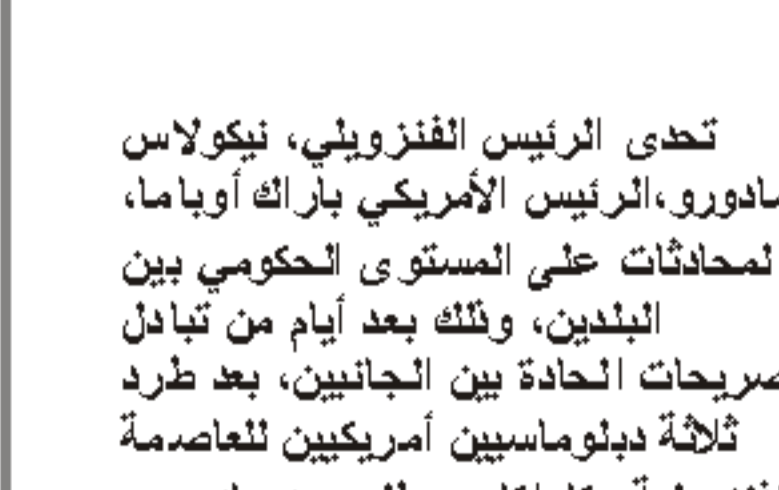 تحدى الرئيس الفنزويلي، نيكولاس
مادورو،الرئيس الأمريكي باراك أوباما،
لمحادثات على المستوى الحكومي بين
البلدين، وذلك بعد أيام من تبادل
الحادة بين الجانبين، بعد طرد
ثلاثة دبلوماسيين أمريكيين للعاصمة